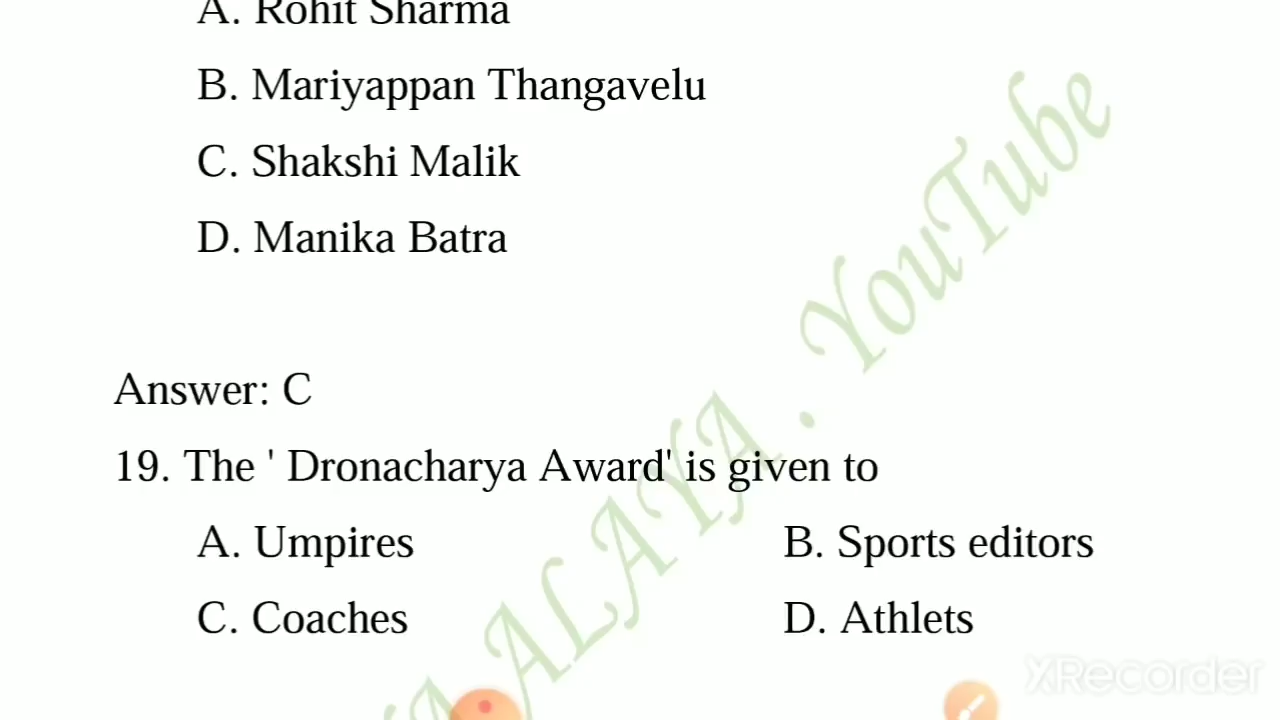 A. Rohit Sharma
B. Mariyappan Thangavelu
C. Shakshi Malik
D. Manika Batra
Answer: C
19. The ' Dronacharya Award' is given to
A. Umpires B. Sports editors
C. Coaches D. Athlets
ALAYA . YouTube
XRecorder